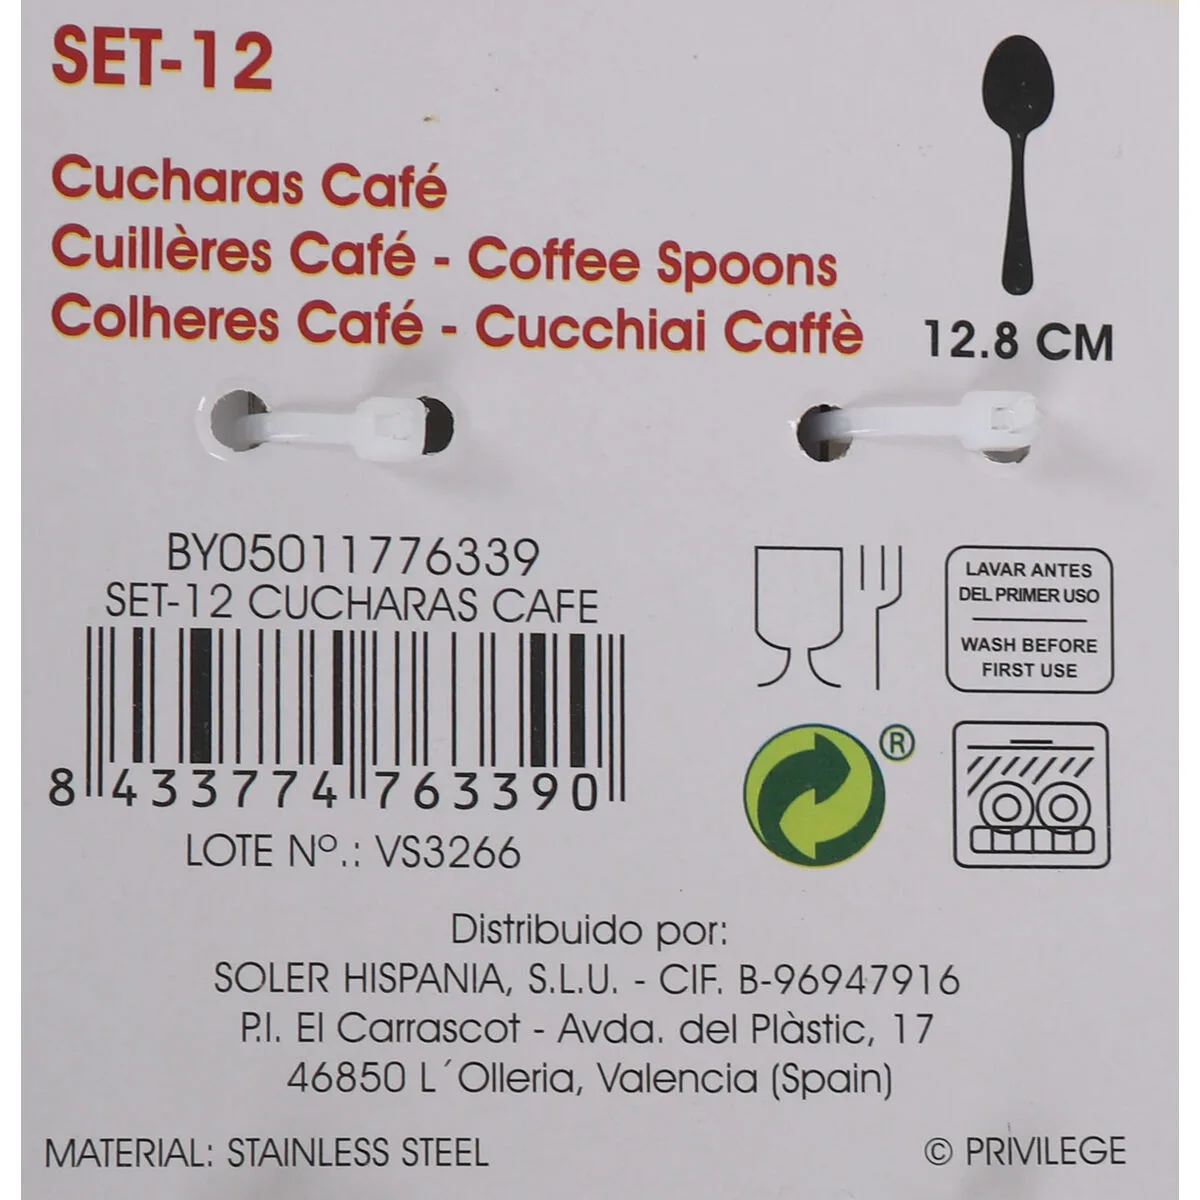 SET-12
Cucharas Café
Cuillères Café - Coffee Spoons
Colheres Café - Cucchiai Caffè
12.8 CM
BY05011776339
SET-12 CUCHARAS CAFE
8 433774 763390
LOTE Nº.: VS3266
LAVAR ANTES
DEL PRIMER USO
WASH BEFORE
FIRST USE
®
Distribuido por:
SOLER HISPANIA, S.L.U. - CIF. B-96947916
P.I. El Carrascot - Avda. del Plàstic, 17
46850 L´Olleria, Valencia (Spain)
MATERIAL: STAINLESS STEEL
© PRIVILEGE